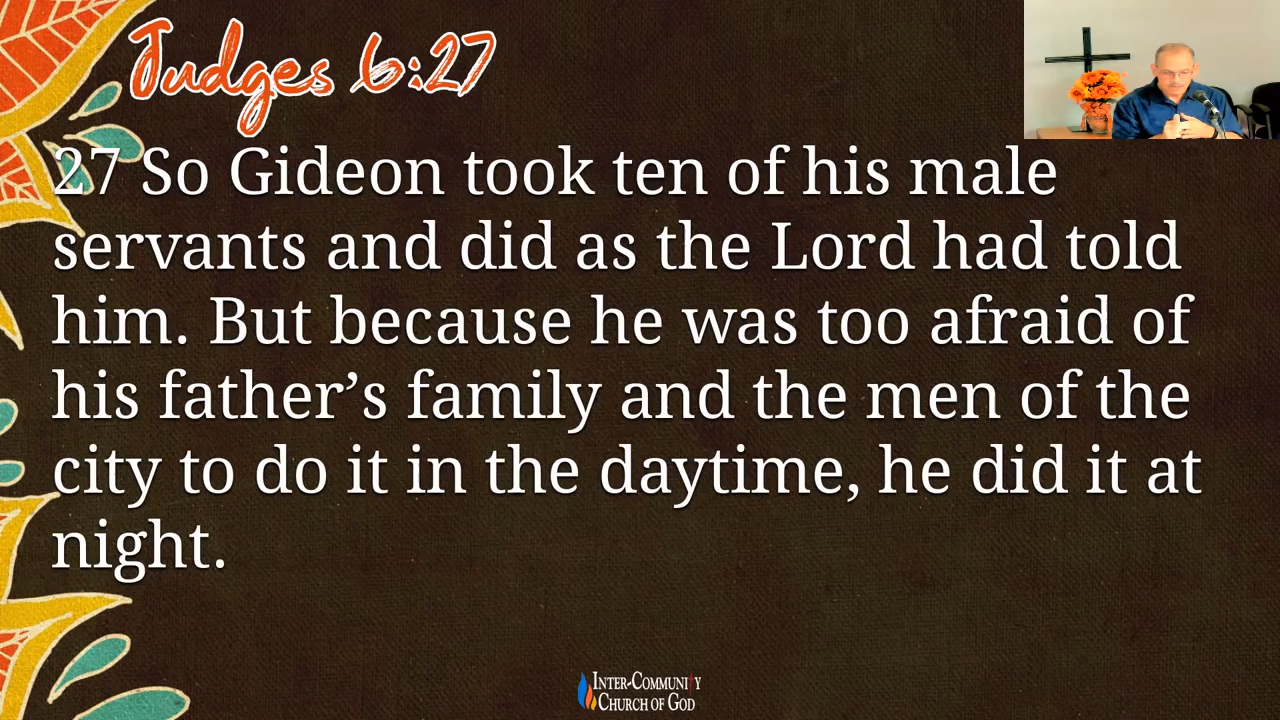 Judges 6:27
27 So Gideon took ten of his male
servants and did as the Lord had told
him. But because he was too afraid of
his father’s family and the men of the
city to do it in the daytime, he did it at
night.
Inter-Community
Church of God